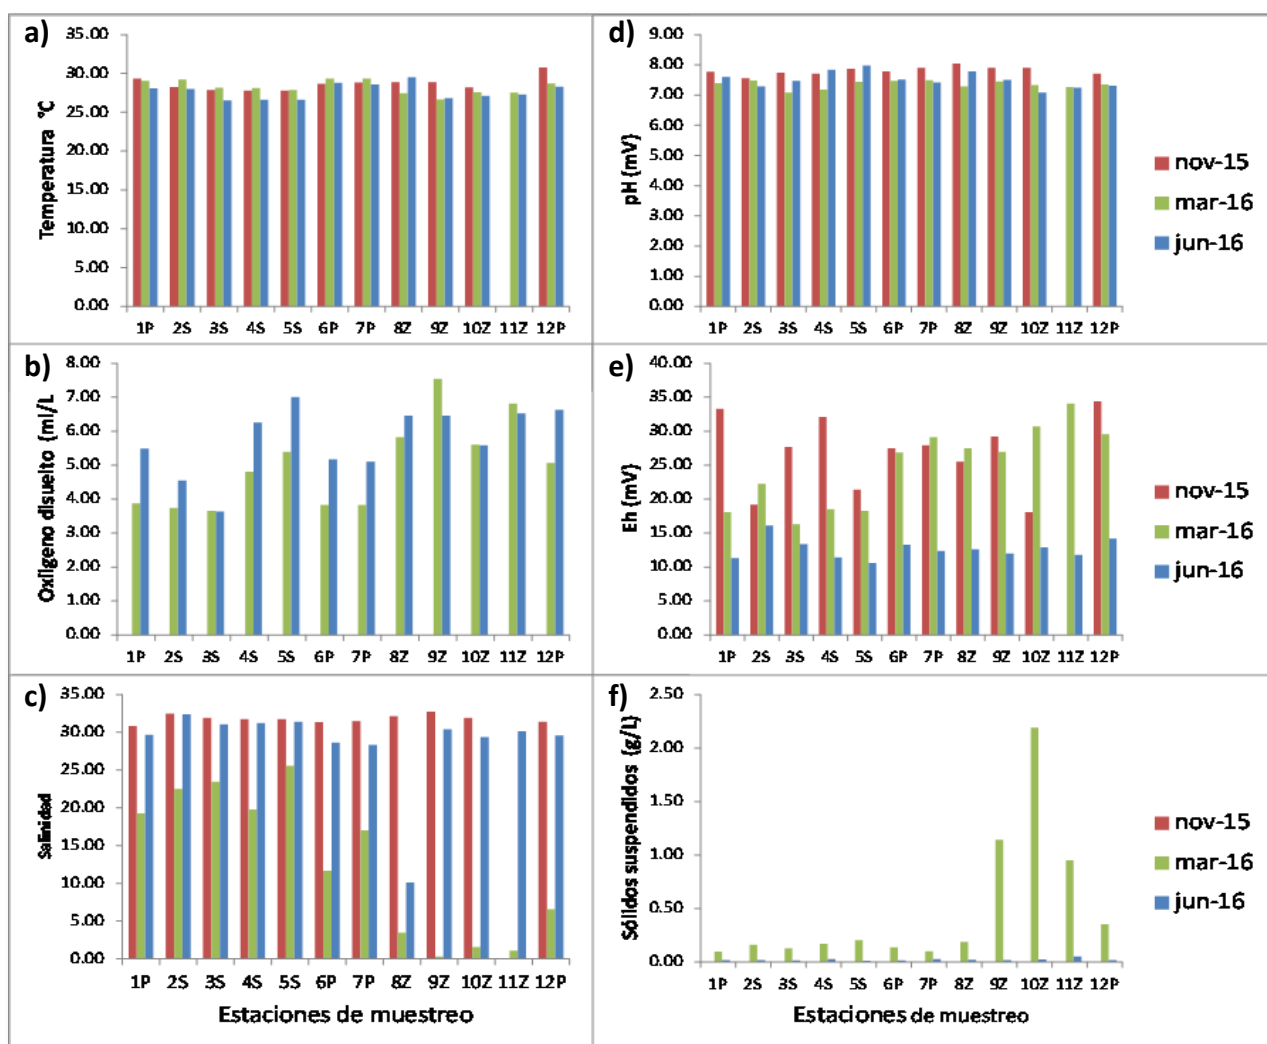 a)
Temperatura °C
35.00
30.00
25.00
20.00
15.00
10.00
5.00
0.00
1P 2S 3S 4S 5S 6P 7P 8Z 9Z 10Z 11Z 12P
b)
Oxiígeno disuelto (ml/L
8.00
7.00
6.00
5.00
4.00
3.00
2.00
1.00
0.00
1P 2S 3S 4S 5S 6P 7P 8Z 9Z 10Z 11Z 12P
c)
Salinidad
35.00
30.00
25.00
20.00
15.00
10.00
5.00
0.00
1P 2S 3S 4S 5S 6P 7P 8Z 9Z 10Z 11Z 12P
Estaciones de muestreo
d)
pH (mV)
9.00
8.00
7.00
6.00
5.00
4.00
3.00
2.00
1.00
0.00
1P 2S 3S 4S 5S 6P 7P 8Z 9Z 10Z 11Z 12P
nov-15
mar-16
jun-16
e)
Eh (mV)
40.00
35.00
30.00
25.00
20.00
15.00
10.00
5.00
0.00
1P 2S 3S 4S 5S 6P 7P 8Z 9Z 10Z 11Z 12P
nov-15
mar-16
jun-16
f)
Sólidos suspendidos (g/L)
2.50
2.00
1.50
1.00
0.50
0.00
1P 2S 3S 4S 5S 6P 7P 8Z 9Z 10Z 11Z 12P
Estaciones de muestreo
nov-15
mar-16
jun-16